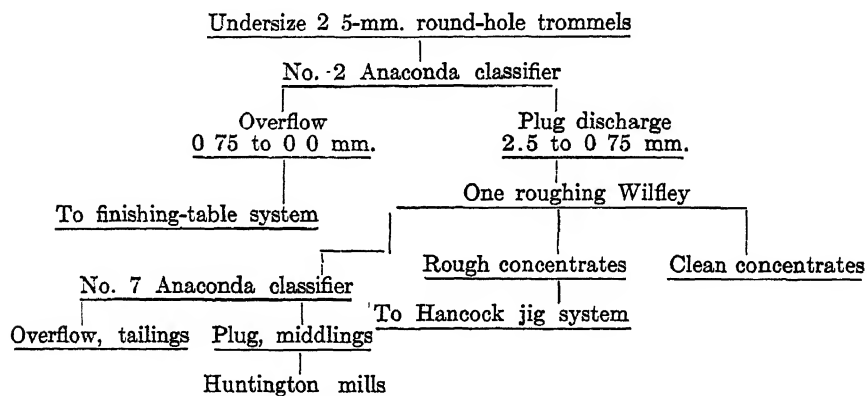 Undersize 2 5-mm. round-hole trommels
No. 2 Anaconda classifier
Overflow
0 75 to 0 0 mm.
Plug discharge
2.5 to 0 75 mm.
To finishing-table system
One roughing Wilfley
No. 7 Anaconda classifier
Rough concentrates
Clean concentrates
Overflow, tailings
Plug, middlings
To Hancock jig system
Huntington mills